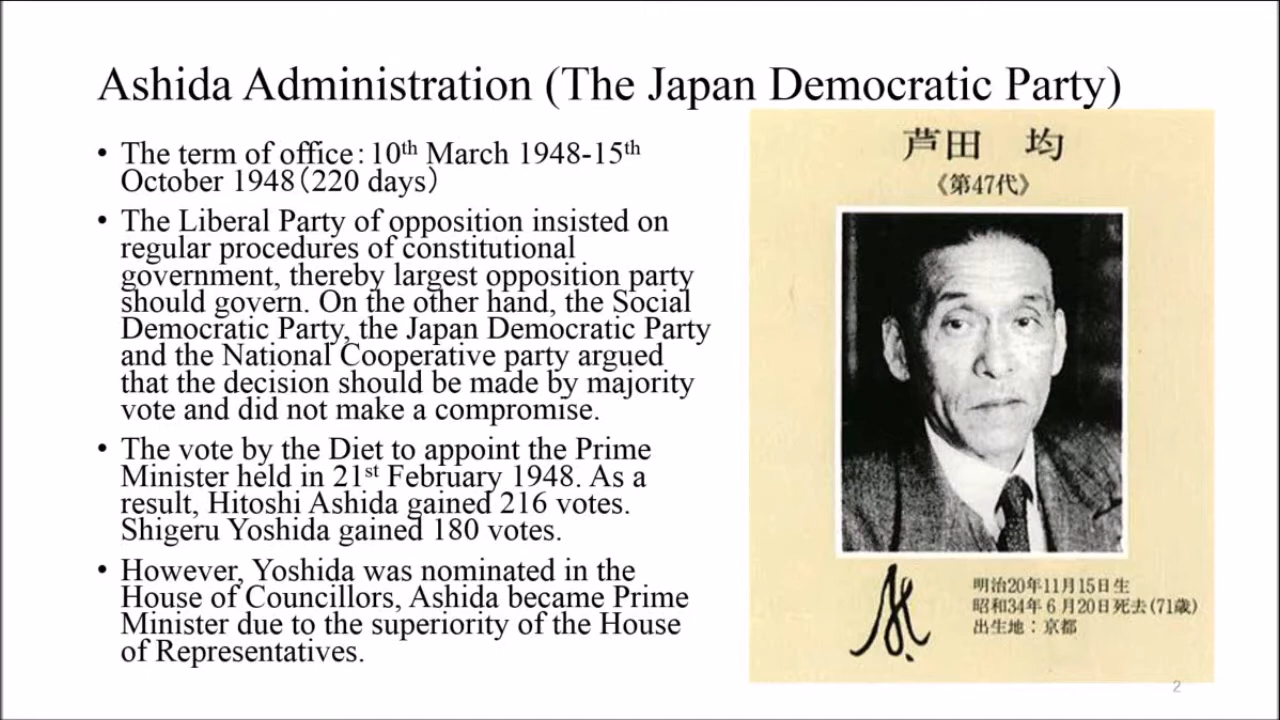 Ashida Administration (The Japan Democratic Party)
• The term of office : 10th March 1948-15th
October 1948（220 days）
• The Liberal Party of opposition insisted on
regular procedures of constitutional
government, thereby largest opposition party
should govern. On the other hand, the Social
Democratic Party, the Japan Democratic Party
and the National Cooperative party argued
that the decision should be made by majority
vote and did not make a compromise.
• The vote by the Diet to appoint the Prime
Minister held in 21st February 1948. As a
result, Hitoshi Ashida gained 216 votes.
Shigeru Yoshida gained 180 votes.
• However, Yoshida was nominated in the
House of Councillors, Ashida became Prime
Minister due to the superiority of the House
of Representatives.
芦田 均
《第47代》
明治20年11月15日生
昭和34年6月20日死去(71歳)
出生地：京都
2